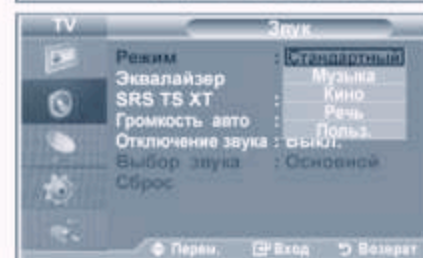 TV Звук
Режим : Стандартный
Эквалайзер Музыка
SRS TS XT : Кино
Громкость авто : Речь
Польз.
Отключение звука : Выкл.
Выбор звука : Основной
Сброс
Перем. Вход Возврат